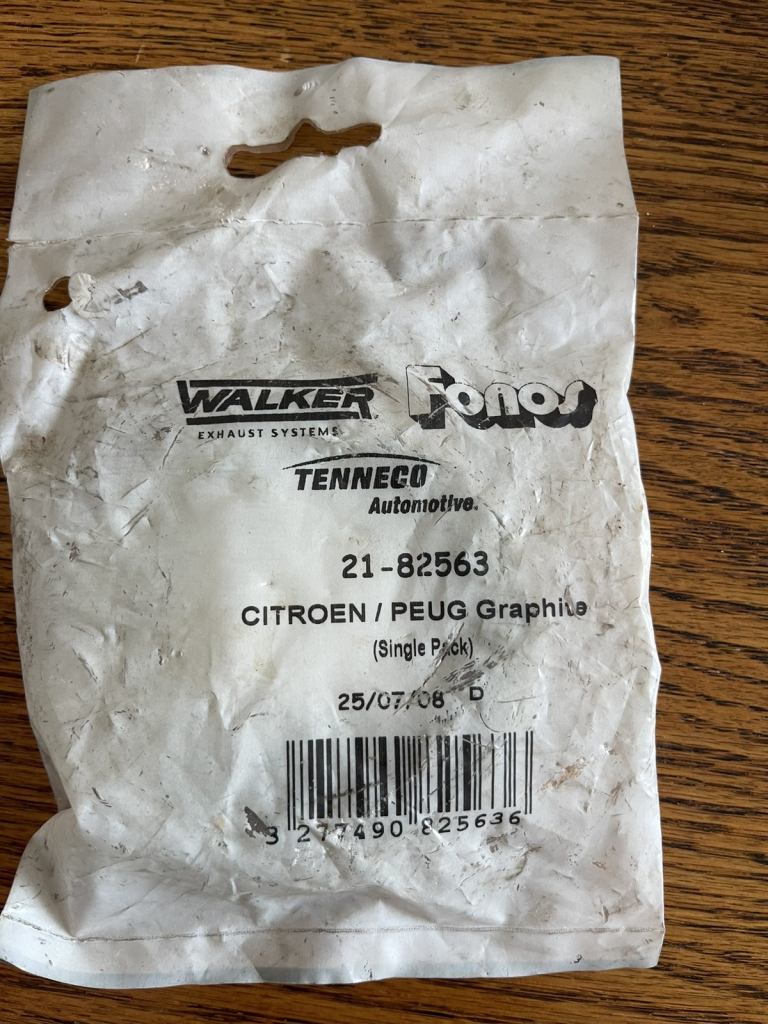 WALKER Fonos
EXHAUST SYSTEMS
TENNECO
Automotive.
21-82563
CITROEN / PEUG Graphite
(Single Pack)
25/07/08 D
3 277490 825636